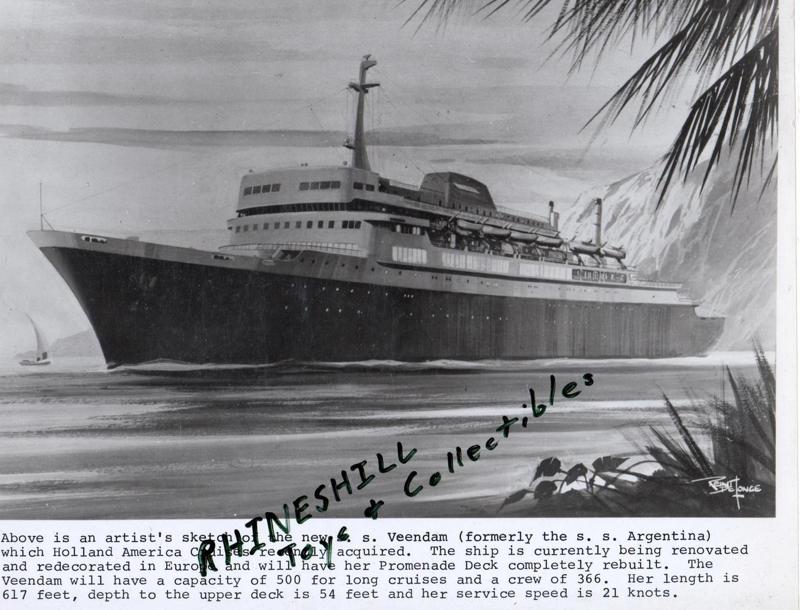 RHINESHILL
Toys & Collectibles
DE JONGE
Above is an artist's sketch of the new s. s. Veendam (formerly the s. s. Argentina)
which Holland America Cruises recently acquired. The ship is currently being renovated
and redecorated in Europe and will have her Promenade Deck completely rebuilt. The
Veendam will have a capacity of 500 for long cruises and a crew of 366. Her length is
617 feet, depth to the upper deck is 54 feet and her service speed is 21 knots.